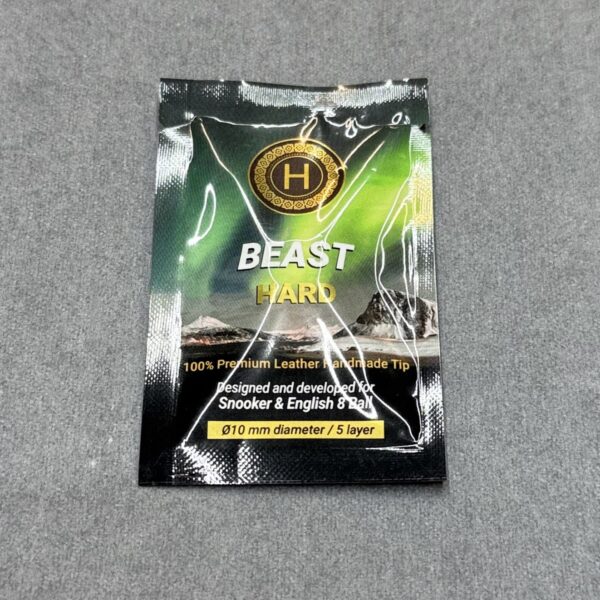 H
BEAST
HARD
100% Premium Leather Handmade Tip
Designed and developed for
Snooker & English 8 Ball
Ø10 mm diameter / 5 layer